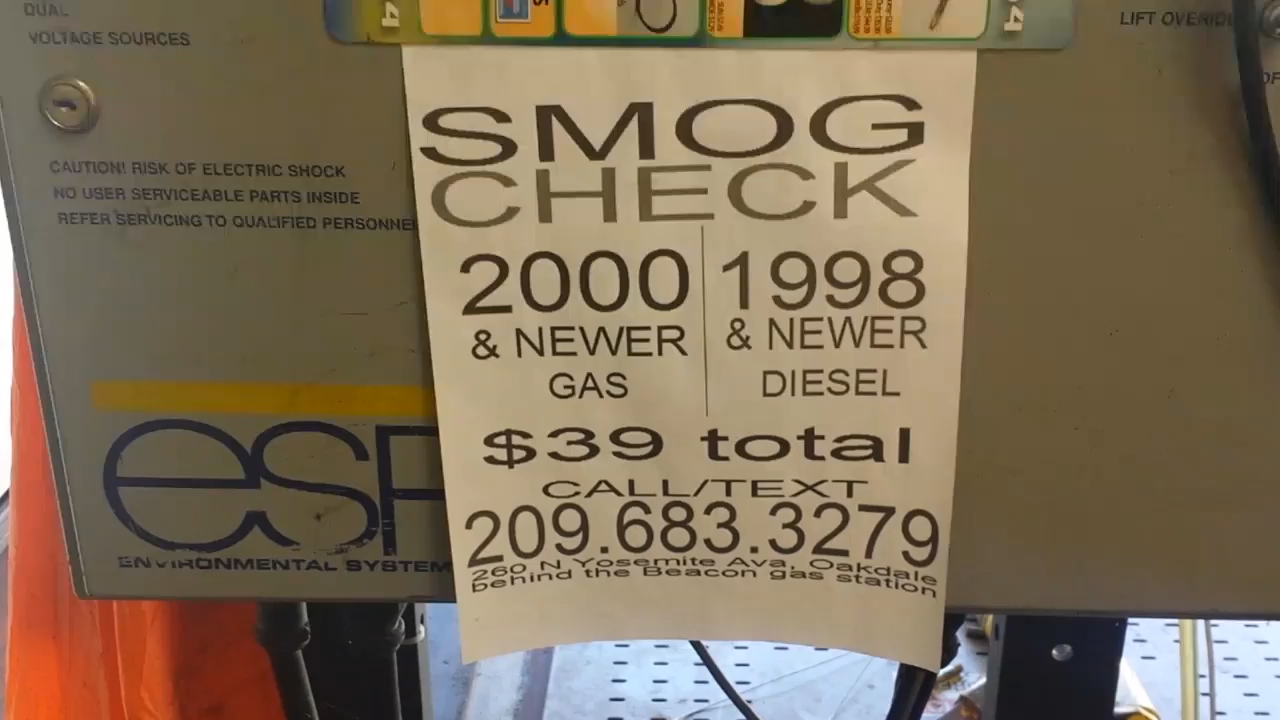 DUAL
VOLTAGE SOURCES
LIFT OVERIDE
CAUTION! RISK OF ELECTRIC SHOCK
NO USER SERVICEABLE PARTS INSIDE
REFER SERVICING TO QUALIFIED PERSONNEL
SMOG
CHECK
2000
& NEWER
GAS
1998
& NEWER
DIESEL
$39 total
CALL/TEXT
209.683.3279
260 N Yosemite Ava, Oakdale
behind the Beacon gas station
esp
ENVIRONMENTAL SYSTEM